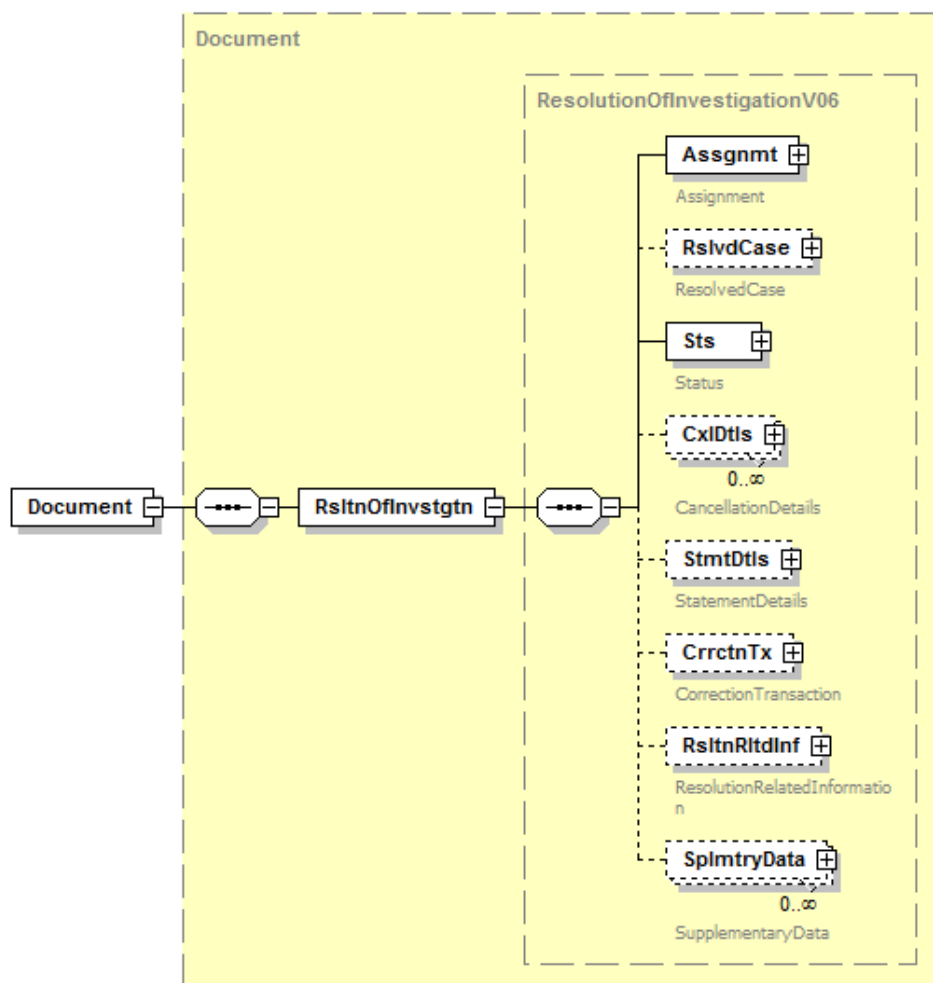 Document
ResolutionOfInvestigationV06
Assgnmt
Assignment
RslvdCase
ResolvedCase
Sts
Status
CxlDtls
0..∞
CancellationDetails
Document
RsltnOfInvstgtn
StmtDtls
StatementDetails
CrrctnTx
CorrectionTransaction
RsltnRltdInf
ResolutionRelatedInformatio
n
SplmtryData
0..∞
SupplementaryData